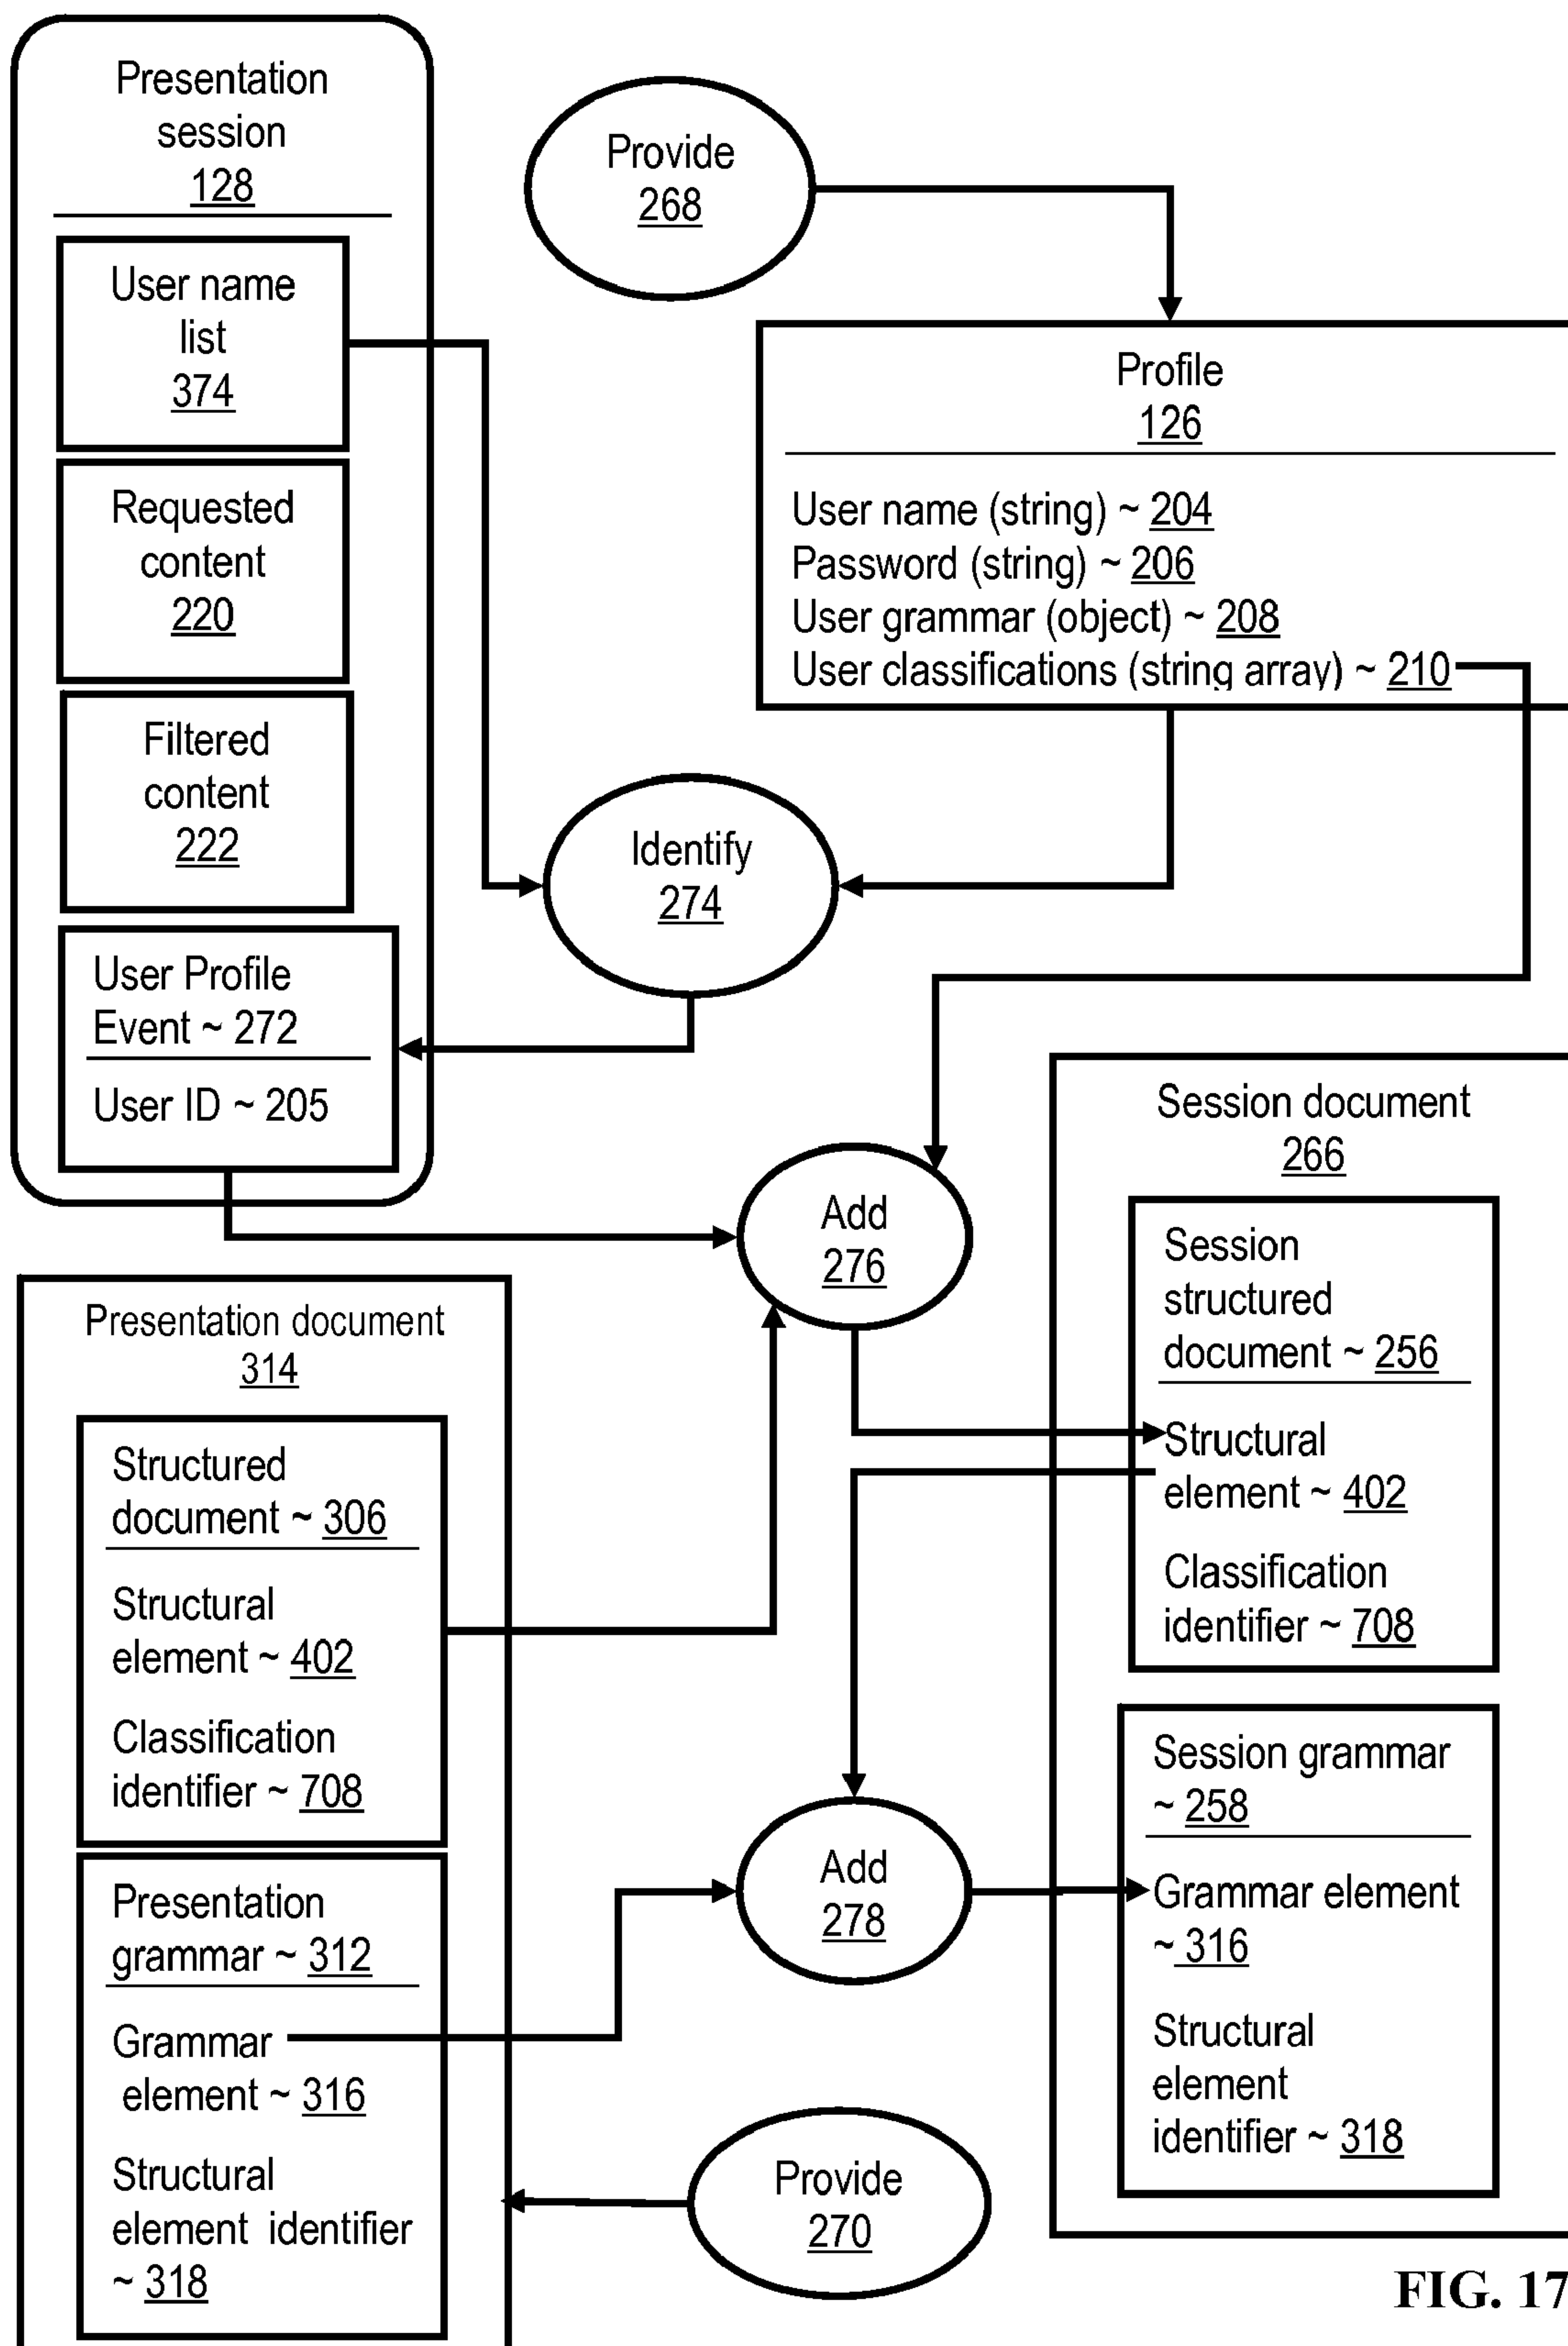 Presentation
session
128
User name
list
374
Requested
content
220
Filtered
content
222
User Profile
Event ~ 272
User ID ~ 205
Provide
268
Profile
126
User name (string) ~ 204
Password (string) ~ 206
User grammar (object) ~ 208
User classifications (string array) ~ 210
Identify
274
Add
276
Session document
266
Session
structured
document ~ 256
Structural
element ~ 402
Classification
identifier ~ 708
Session grammar
~ 258
Grammar element
~ 316
Structural
element
identifier ~ 318
Presentation document
314
Structured
document ~ 306
Structural
element ~ 402
Classification
identifier ~ 708
Presentation
grammar ~ 312
Grammar
element ~ 316
Structural
element identifier
~ 318
Add
278
Provide
270
FIG. 17